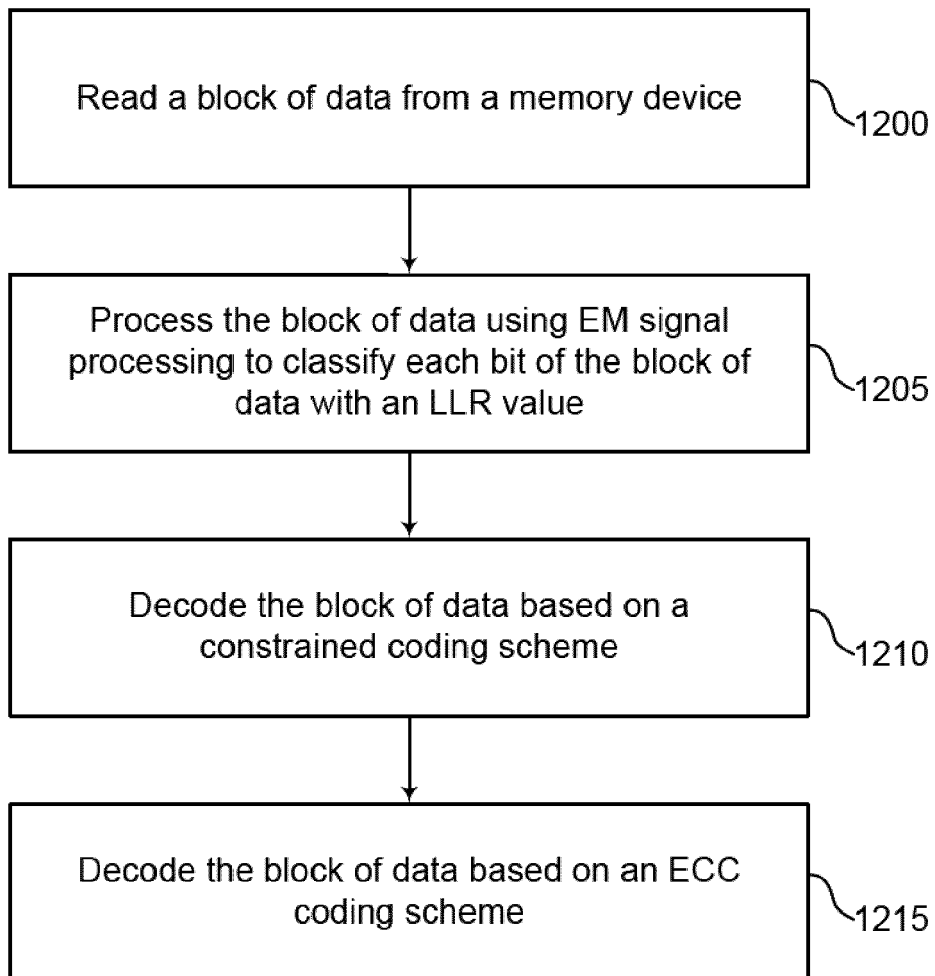 Read a block of data from a memory device
1200
Process the block of data using EM signal
processing to classify each bit of the block of
data with an LLR value
1205
Decode the block of data based on a
constrained coding scheme
1210
Decode the block of data based on an ECC
coding scheme
1215